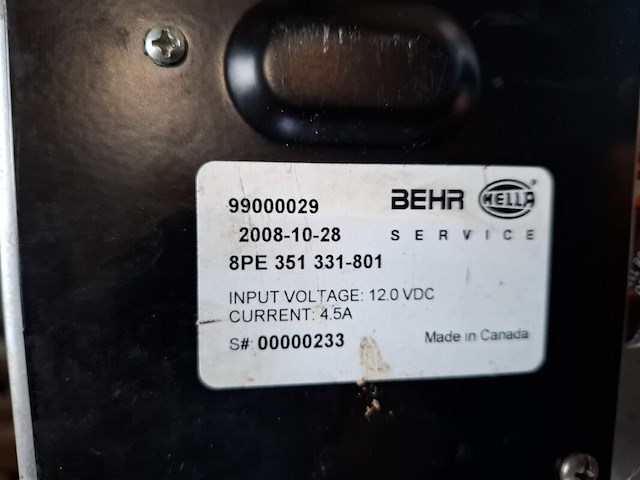 99000029
BEHR HELLA®
2008-10-28
SERVICE
8PE 351 331-801
INPUT VOLTAGE: 12.0 VDC
CURRENT: 4.5A
S# 00000233
Made in Canada